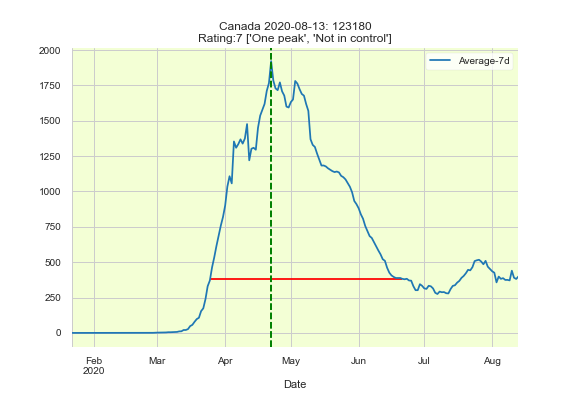 Canada 2020-08-13: 123180
Rating:7 ['One peak', 'Not in control']
Average-7d
2000
1750
1500
1250
1000
750
500
250
0
Feb
2020
Mar
Apr
May
Jun
Jul
Aug
Date